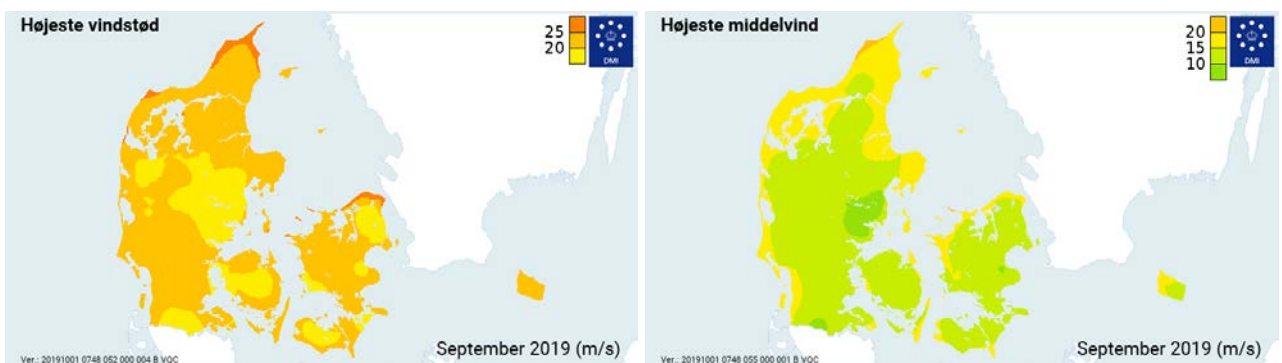 Højeste vindstød
25
20
DMI
September 2019 (m/s)
Ver.: 20191001 0748 052 000 004 B VQC
Højeste middelvind
20
15
10
DMI
September 2019 (m/s)
Ver.: 20191001 0748 055 000 001 B VQC